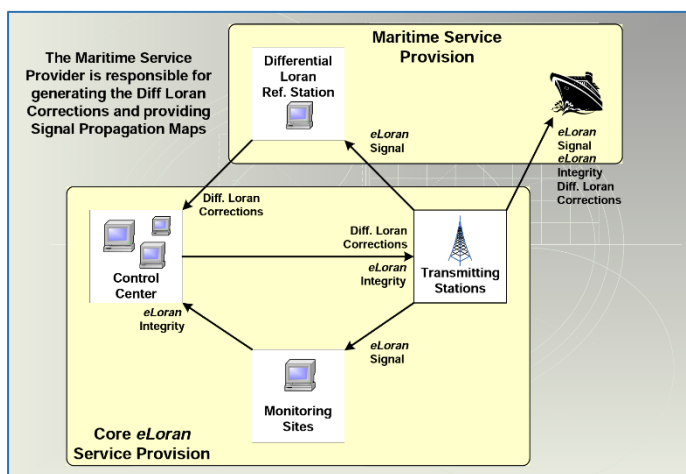 The Maritime Service
Provider is responsible for
generating the Diff Loran
Corrections and providing
Signal Propagation Maps
Maritime Service
Provision
Differential
Loran
Ref. Station
eLoran
Signal
eLoran
Signal
eLoran
Integrity
Diff. Loran
Corrections
Diff. Loran
Corrections
Control
Center
Diff. Loran
Corrections
eLoran
Integrity
Transmitting
Stations
eLoran
Integrity
eLoran
Signal
Monitoring
Sites
Core eLoran
Service Provision